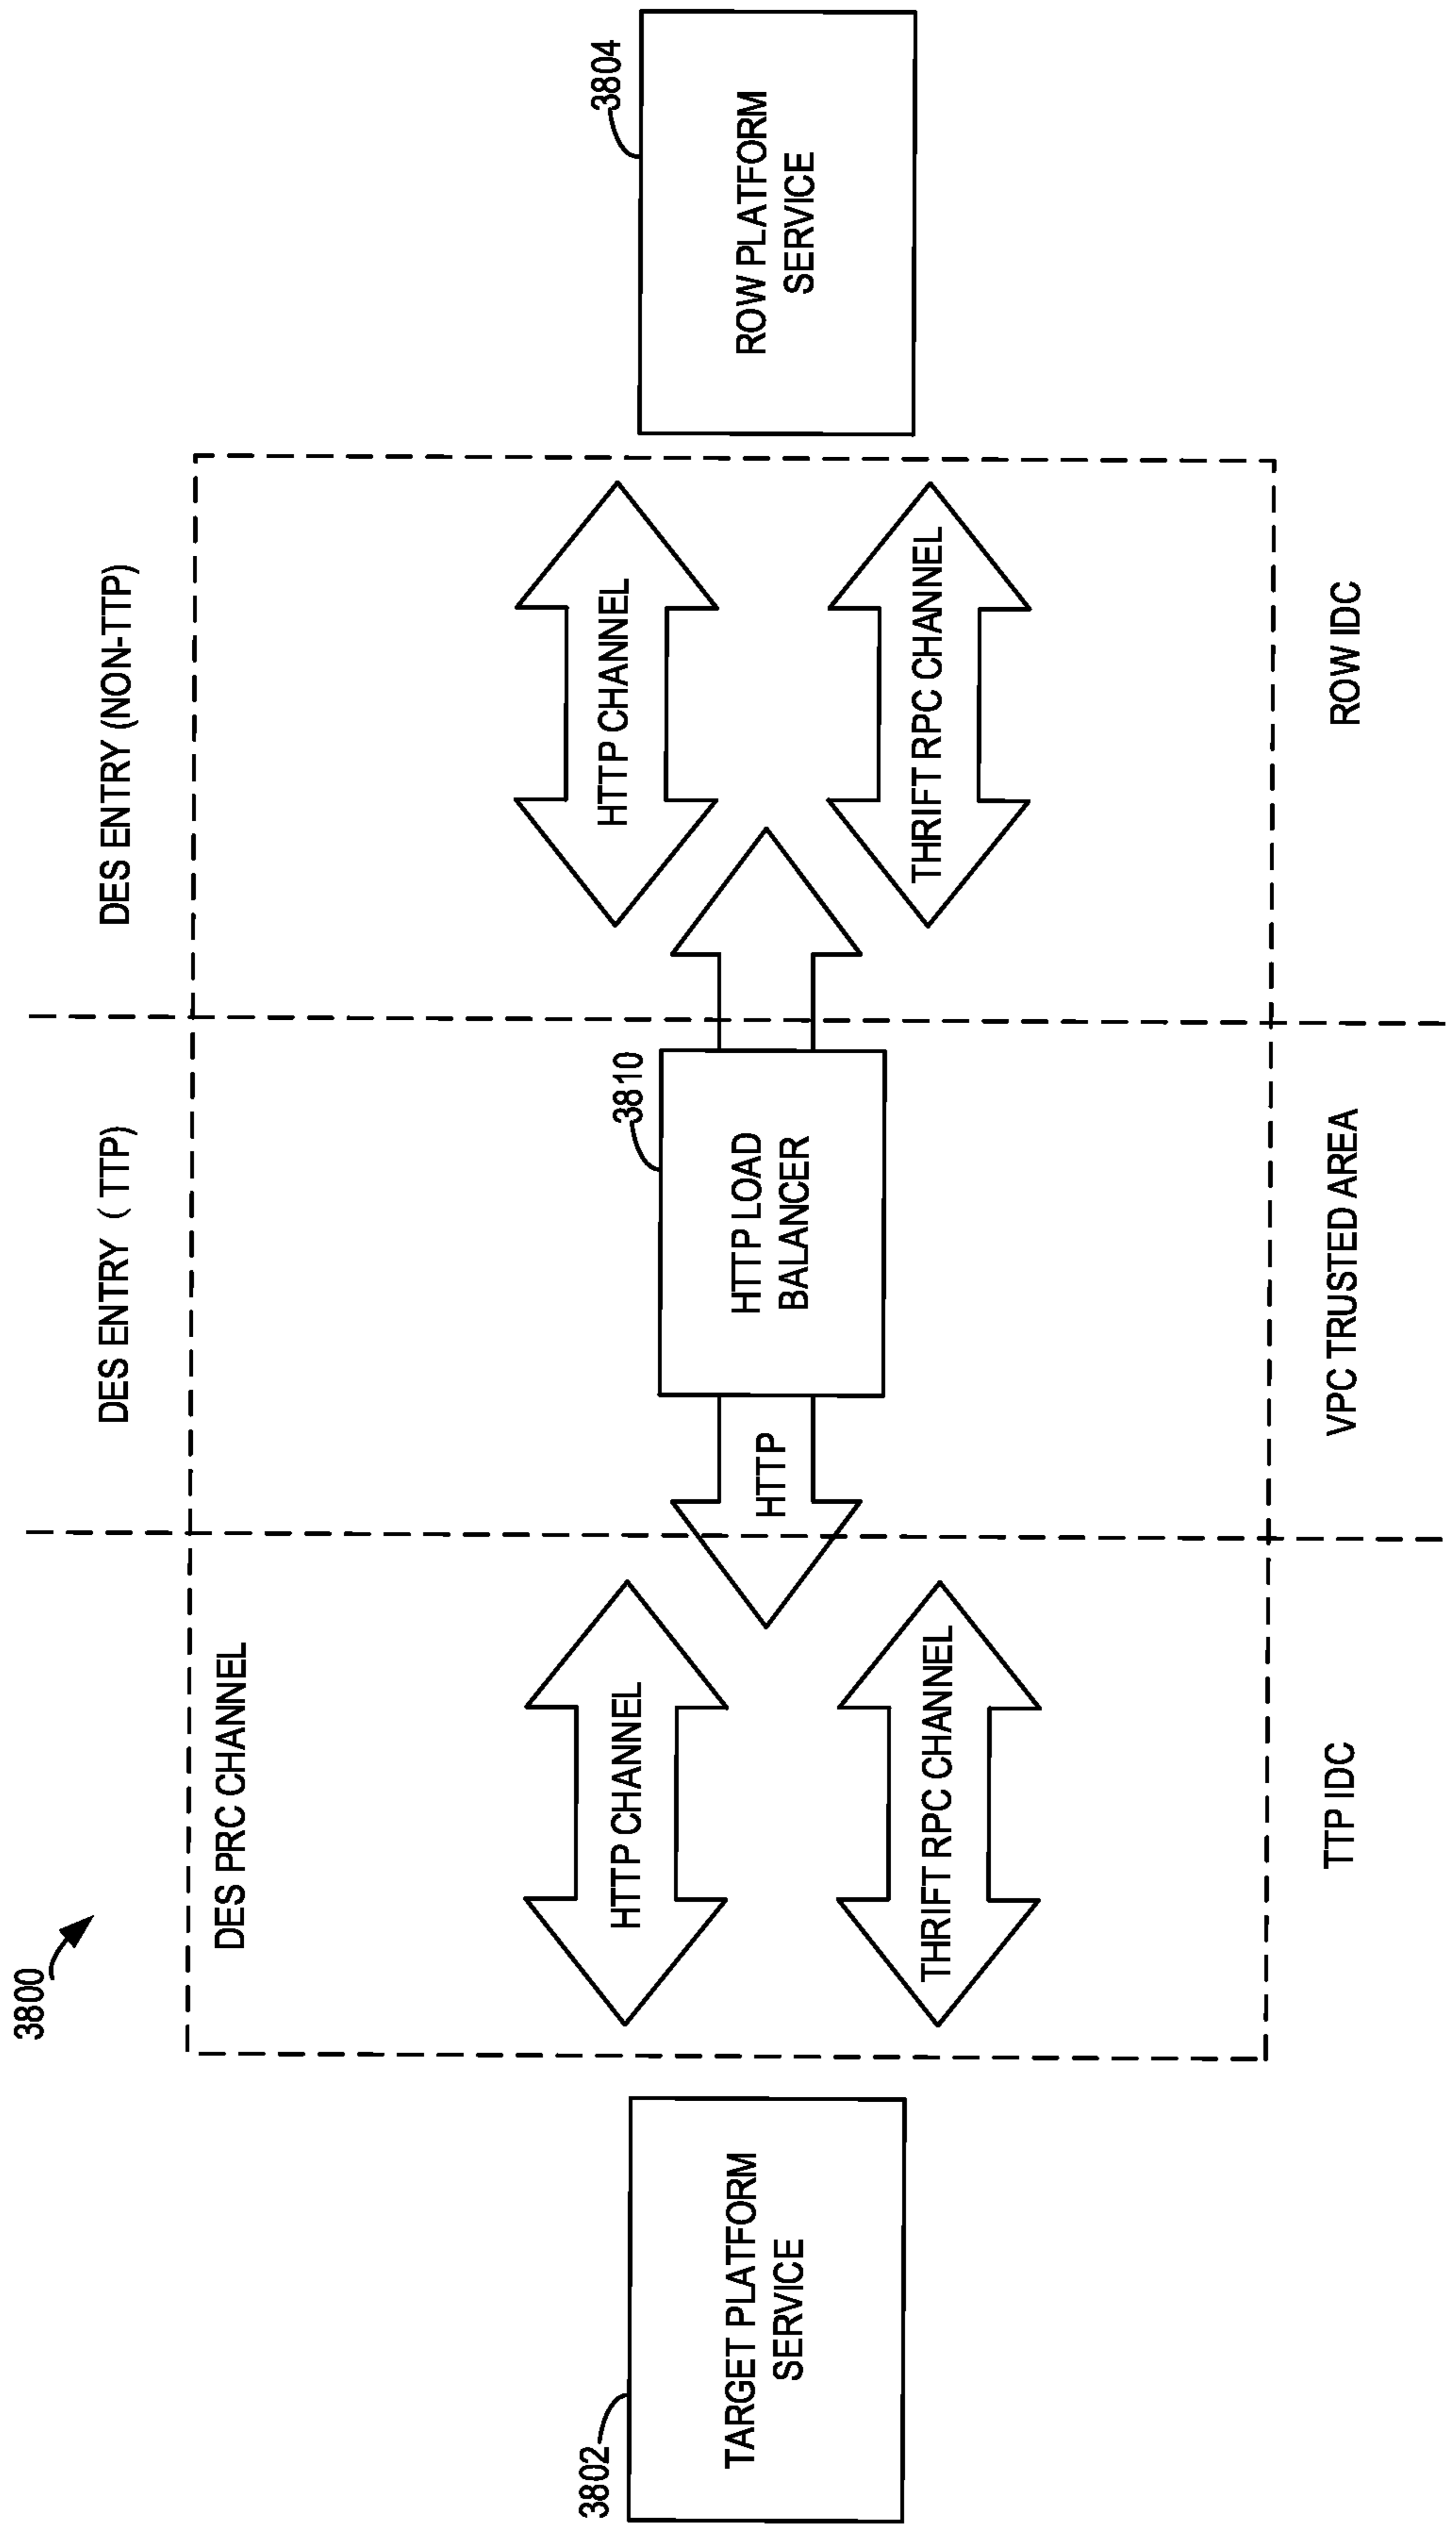 3800
DES ENTRY ( TTP)
DES ENTRY (NON-TTP)
DES PRC CHANNEL
3802
TARGET PLATFORM
SERVICE
HTTP CHANNEL
THRIFT RPC CHANNEL
HTTP
3810
HTTP LOAD
BALANCER
HTTP CHANNEL
THRIFT RPC CHANNEL
3804
ROW PLATFORM
SERVICE
TTP IDC
VPC TRUSTED AREA
ROW IDC